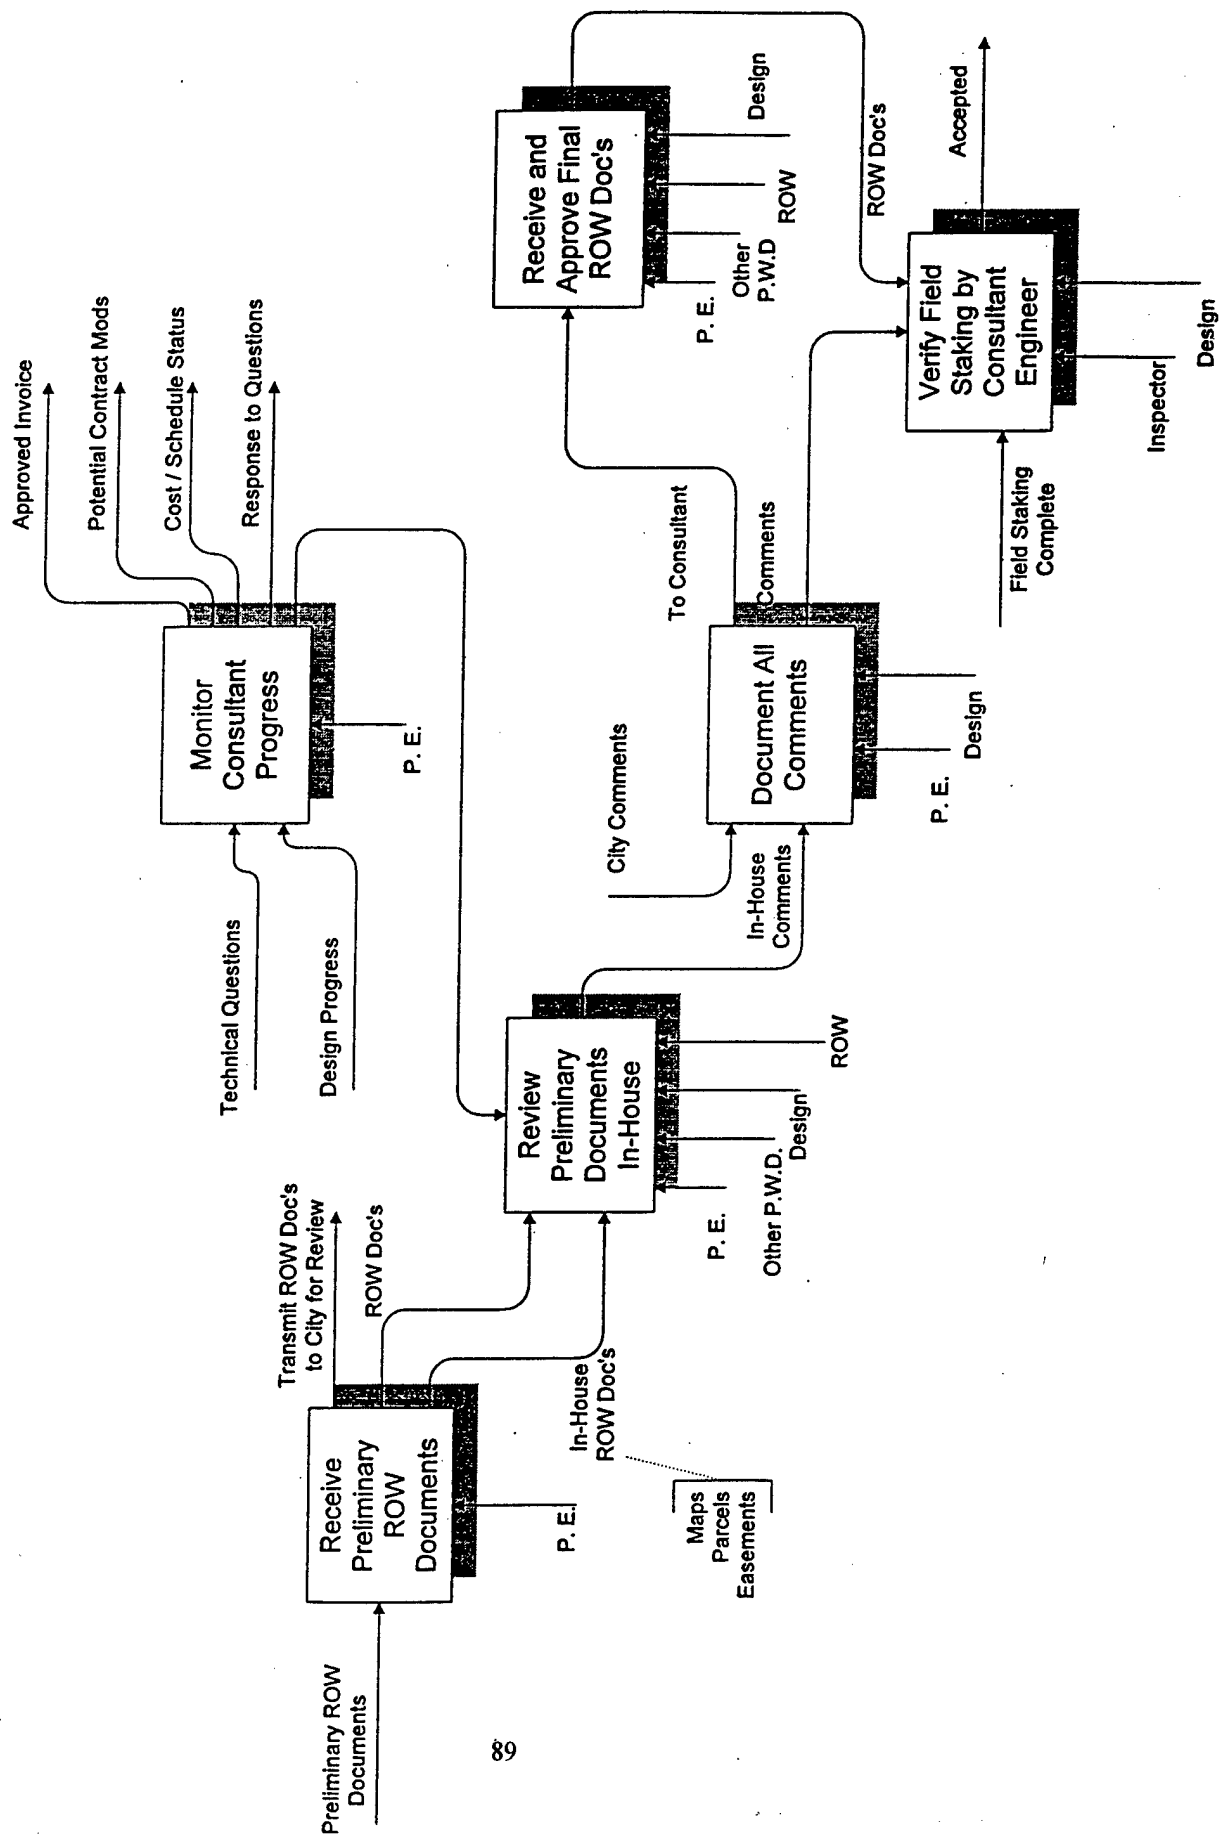 Preliminary ROW
Documents
Receive
Preliminary
ROW
Documents
P. E.
Transmit ROW Doc's
to City for Review
ROW Doc's
In-House
ROW Doc's
Maps
Parcels
Easements
Technical Questions
Design Progress
Monitor
Consultant
Progress
P. E.
Approved Invoice
Potential Contract Mods
Cost / Schedule Status
Response to Questions
Review
Preliminary
Documents
In-House
P. E.
Other P.W.D.
Design
ROW
City Comments
In-House
Comments
Document All
Comments
P. E.
Design
To Consultant
Comments
Receive and
Approve Final
ROW Doc's
P. E.
Other
P.W.D
ROW
Design
ROW Doc's
Field Staking
Complete
Verify Field
Staking by
Consultant
Engineer
Inspector
Design
Accepted
89